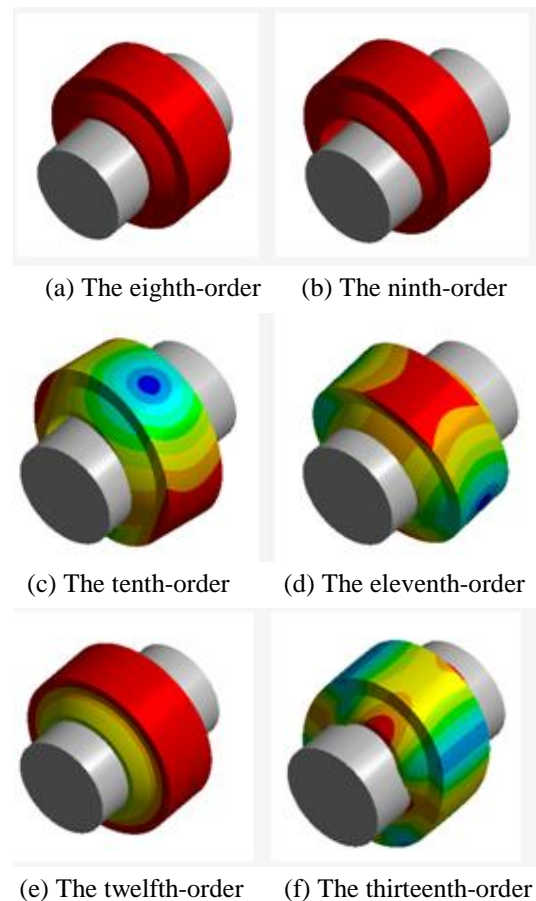 (a) The eighth-order (b) The ninth-order
(c) The tenth-order (d) The eleventh-order
(e) The twelfth-order (f) The thirteenth-order